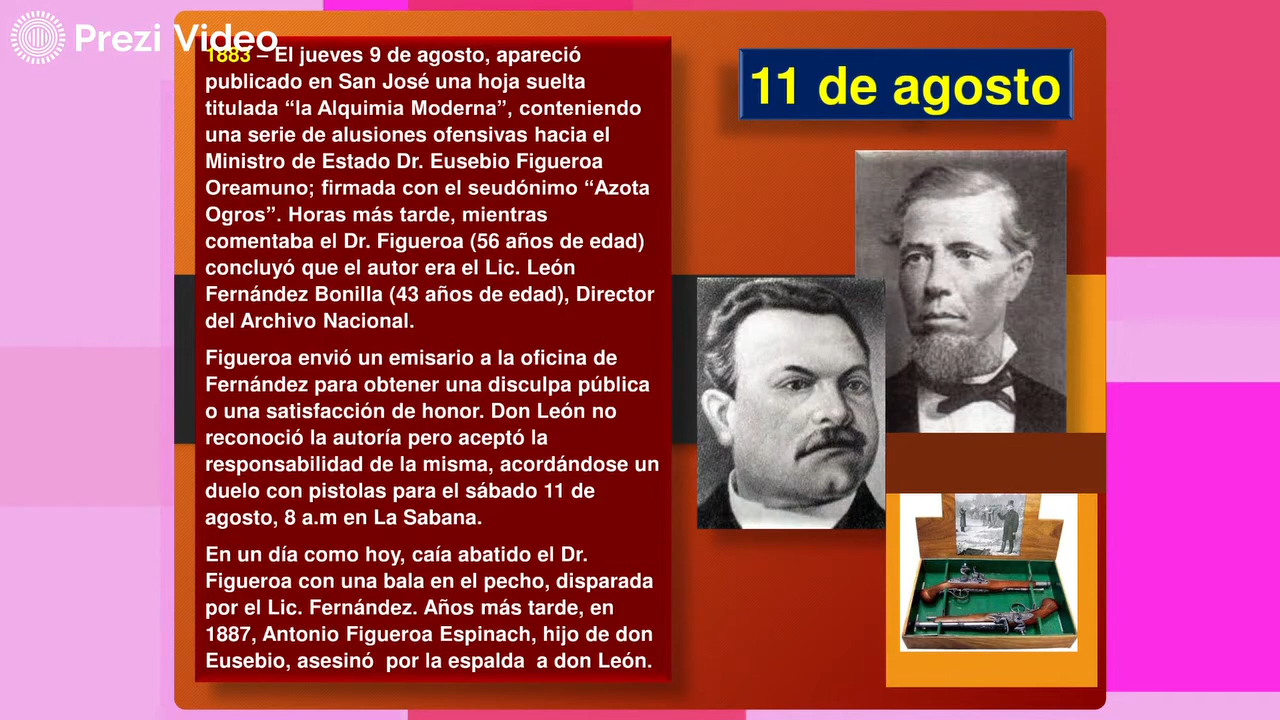 Prezi Video
11 de agosto
1883 – El jueves 9 de agosto, apareció
publicado en San José una hoja suelta
titulada “la Alquimia Moderna”, conteniendo
una serie de alusiones ofensivas hacia el
Ministro de Estado Dr. Eusebio Figueroa
Oreamuno; firmada con el seudónimo “Azota
Ogros”. Horas más tarde, mientras
comentaba el Dr. Figueroa (56 años de edad)
concluyó que el autor era el Lic. León
Fernández Bonilla (43 años de edad), Director
del Archivo Nacional.
Figueroa envió un emisario a la oficina de
Fernández para obtener una disculpa pública
o una satisfacción de honor. Don León no
reconoció la autoría pero aceptó la
responsabilidad de la misma, acordándose un
duelo con pistolas para el sábado 11 de
agosto, 8 a.m en La Sabana.
En un día como hoy, caía abatido el Dr.
Figueroa con una bala en el pecho, disparada
por el Lic. Fernández. Años más tarde, en
1887, Antonio Figueroa Espinach, hijo de don
Eusebio, asesinó  por la espalda  a don León.